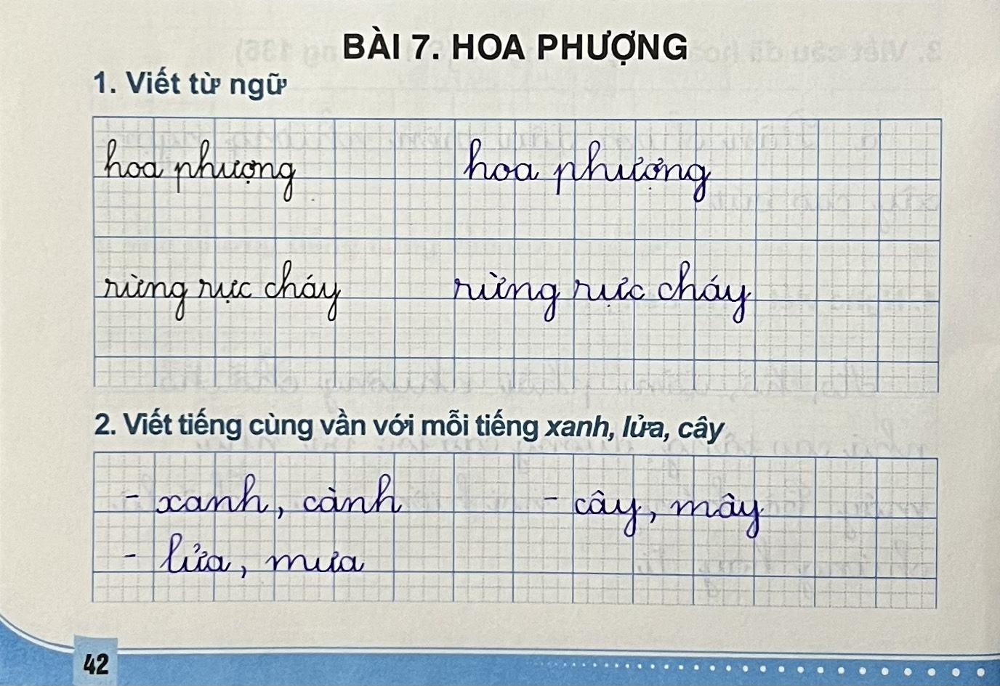 BÀI 7. HOA PHƯỢNG
1. Viết từ ngữ
hoa phượng hoa phượng
rừng rực cháy rừng rực cháy
2. Viết tiếng cùng vần với mỗi tiếng xanh, lửa, cây
- xanh, cành - cây, mây
- lửa, mưa
42